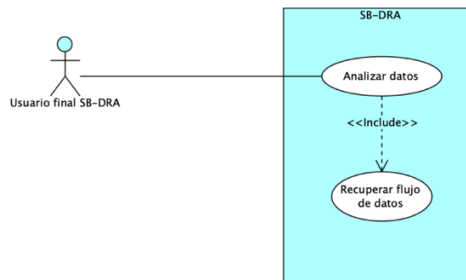 SB-DRA
Analizar datos
Usuario final SB-DRA
<<Include>>
Recuperar flujo
de datos